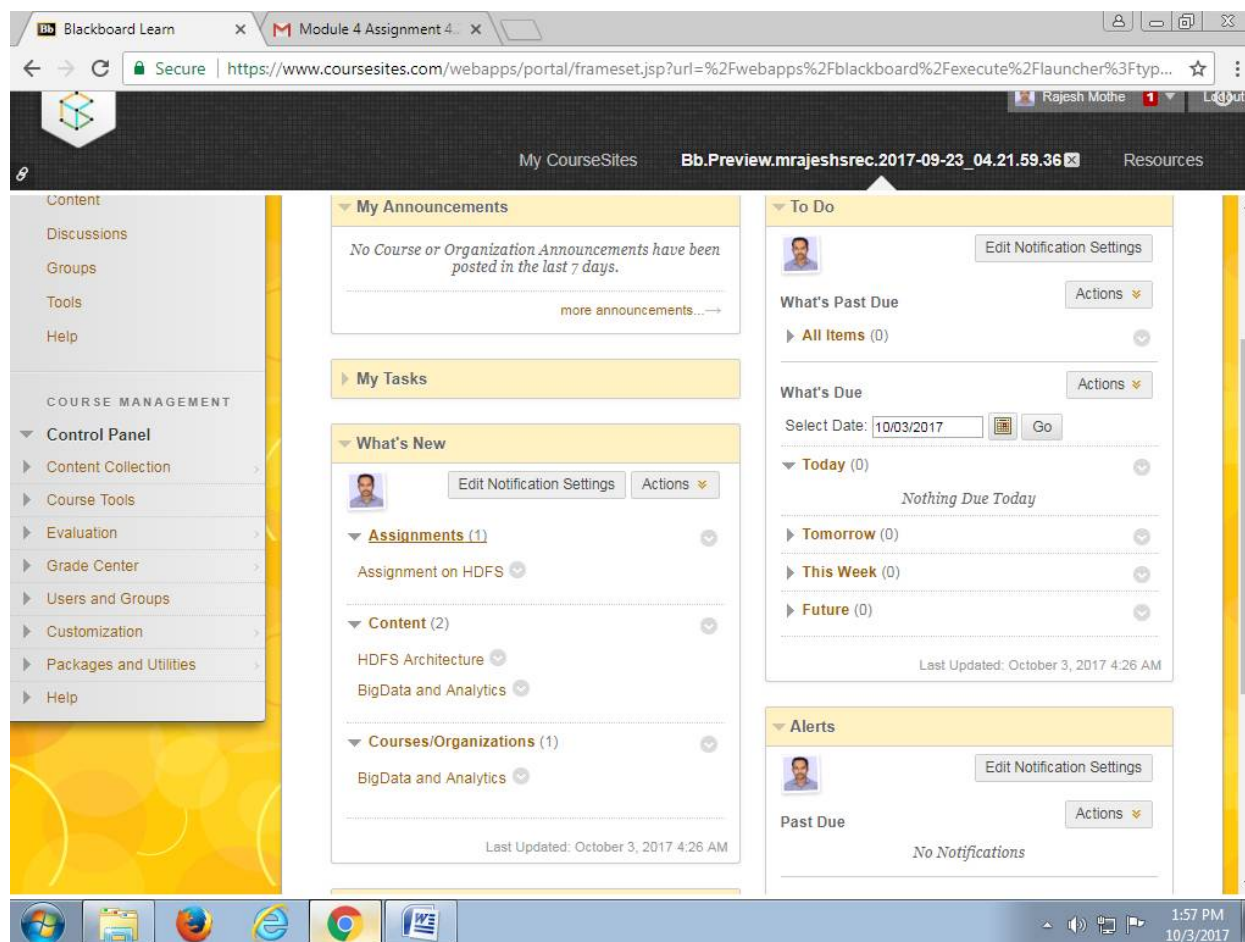 Bb Blackboard Learn
Module 4 Assignment 4.
Secure https://www.coursesites.com/webapps/portal/frameset.jsp?url=%2Fwebapps%2Fblackboard%2Fexecute%2Flauncher%3Ftyp...
Rajesh Mothe 1
My CourseSites Bb.Preview.mrajeshsrec.2017-09-23_04.21.59.36 Resources
Content
Discussions
Groups
Tools
Help
COURSE MANAGEMENT
Control Panel
Content Collection
Course Tools
Evaluation
Grade Center
Users and Groups
Customization
Packages and Utilities
Help
My Announcements
No Course or Organization Announcements have been
posted in the last 7 days.
more announcements...→
My Tasks
What's New
Edit Notification Settings Actions
Assignments (1)
Assignment on HDFS
Content (2)
HDFS Architecture
BigData and Analytics
Courses/Organizations (1)
BigData and Analytics
Last Updated: October 3, 2017 4:26 AM
To Do
Edit Notification Settings
What's Past Due Actions
All Items (0)
What's Due Actions
Select Date: 10/03/2017 Go
Today (0)
Nothing Due Today
Tomorrow (0)
This Week (0)
Future (0)
Last Updated: October 3, 2017 4:26 AM
Alerts
Edit Notification Settings
Past Due Actions
No Notifications
1:57 PM
10/3/2017